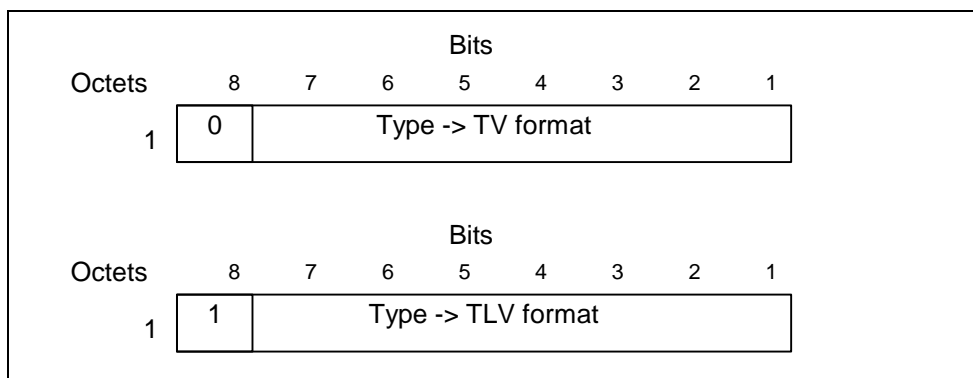 Bits
Octets 8 7 6 5 4 3 2 1
1 0 Type -> TV format
Bits
Octets 8 7 6 5 4 3 2 1
1 1 Type -> TLV format